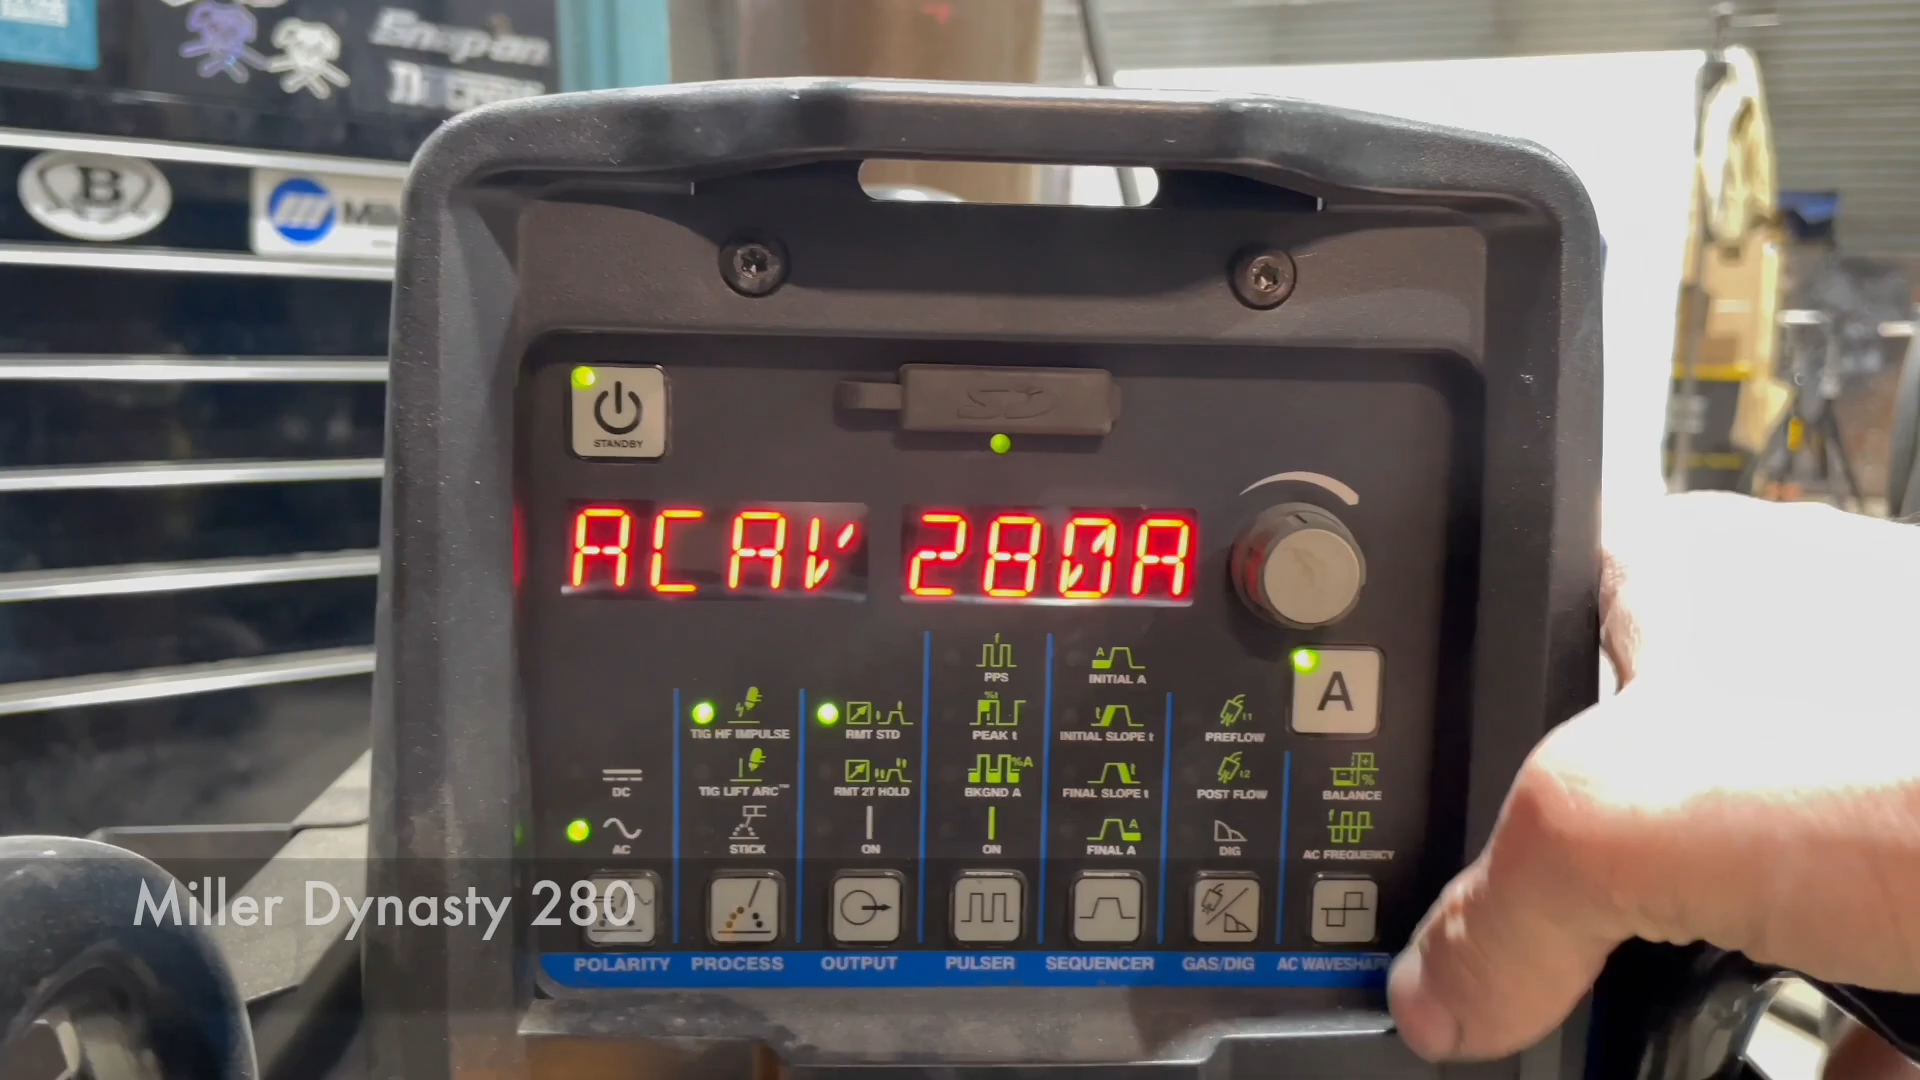 Snap-on
B
STANDBY
SD
ACAV 280A
A
PPS
INITIAL A
TIG HF IMPULSE
RMT STD
PEAK t
INITIAL SLOPE t
PREFLOW
DC
TIG LIFT ARC™
RMT 2T HOLD
BKGND A
FINAL SLOPE t
POST FLOW
BALANCE
AC
STICK
ON
ON
FINAL A
DIG
AC FREQUENCY
Miller Dynasty 280
POLARITY PROCESS OUTPUT PULSER SEQUENCER GAS/DIG AC WAVESHAPE